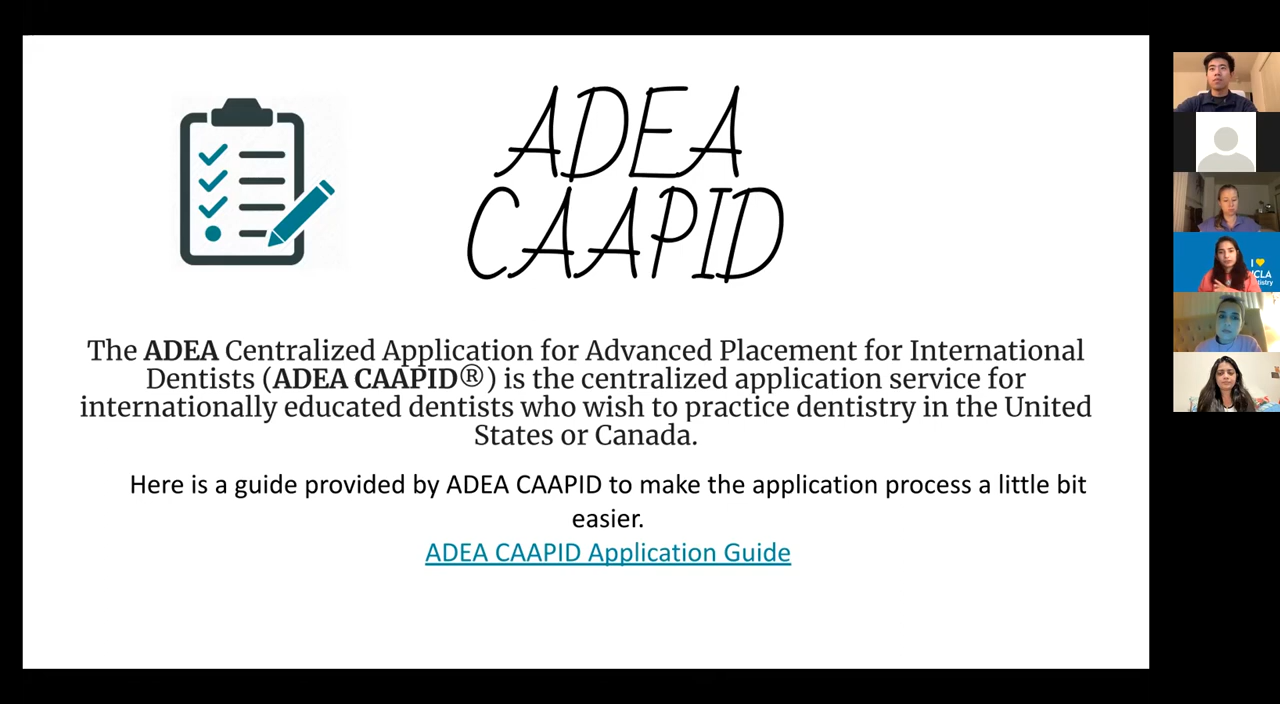 ADEA
CAAPID
The ADEA Centralized Application for Advanced Placement for International
Dentists (ADEA CAAPID®) is the centralized application service for
internationally educated dentists who wish to practice dentistry in the United
States or Canada.
Here is a guide provided by ADEA CAAPID to make the application process a little bit
easier.
ADEA CAAPID Application Guide
I